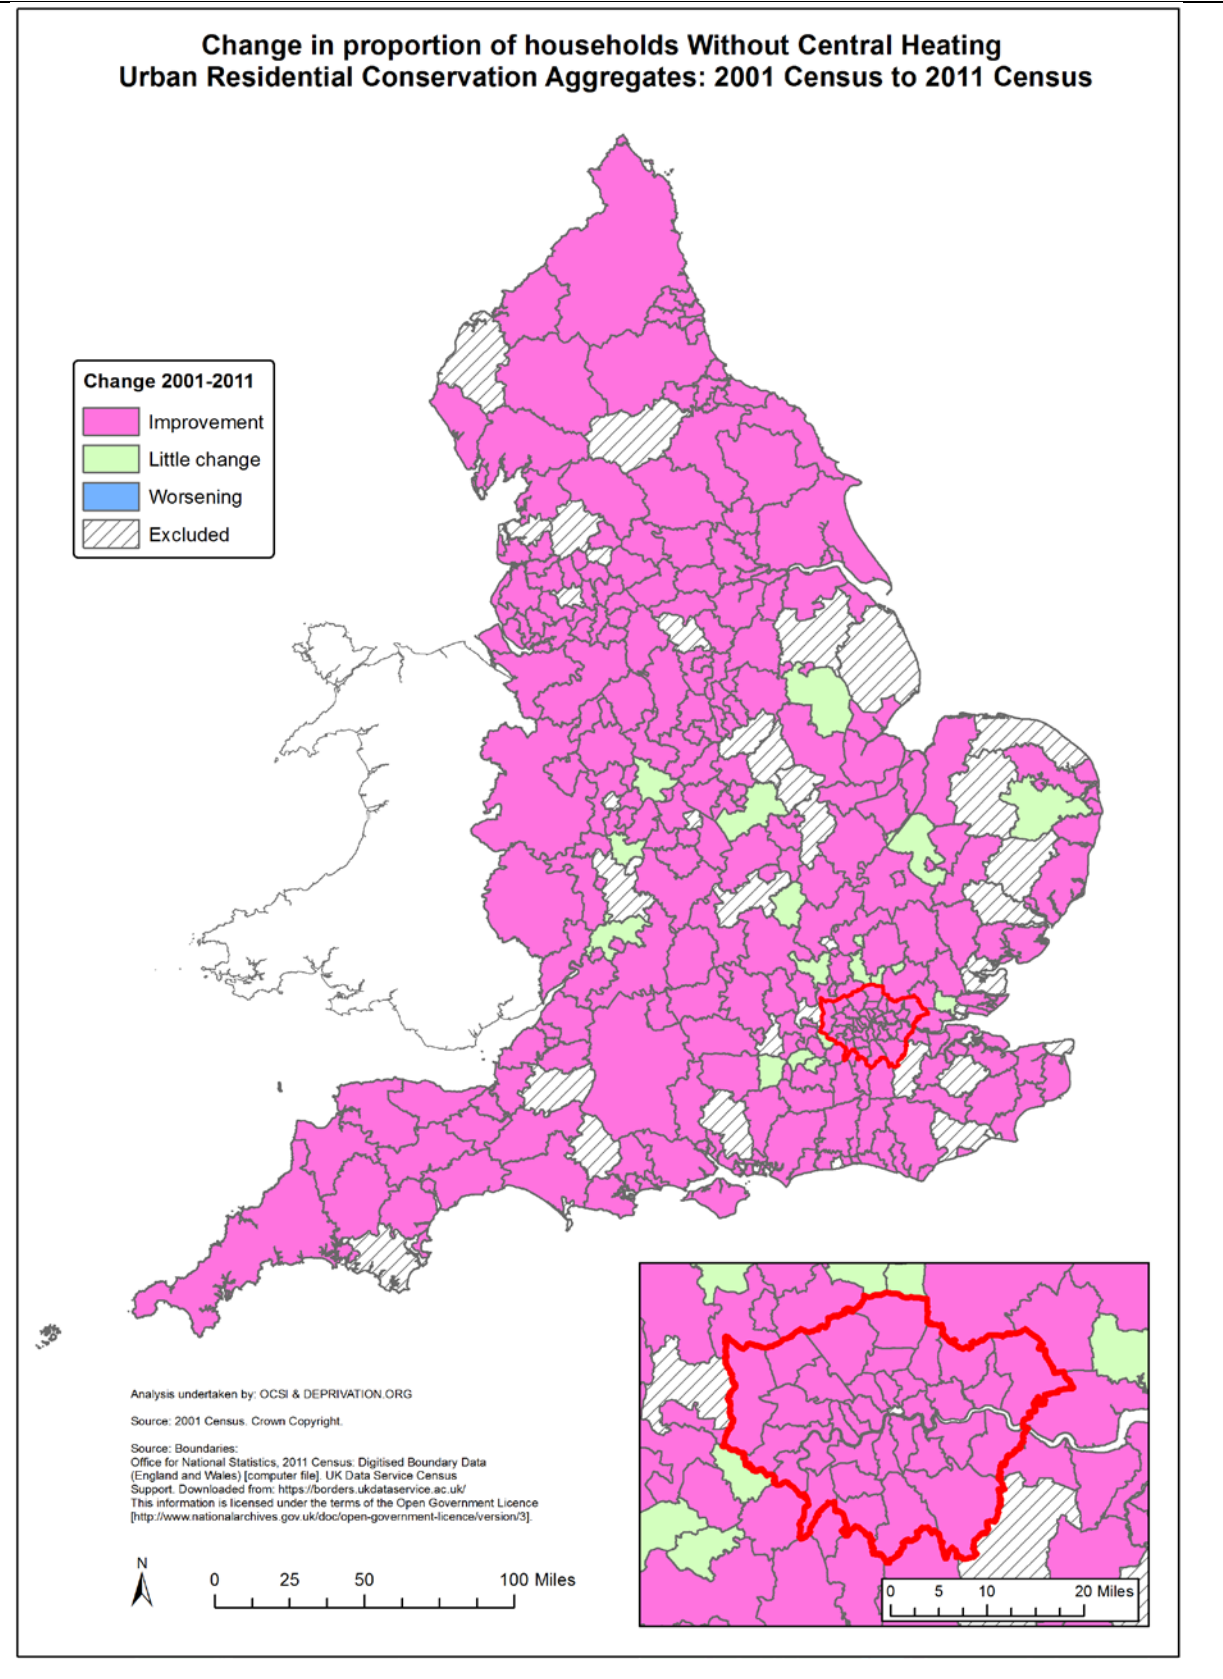 Change in proportion of households Without Central Heating
Urban Residential Conservation Aggregates: 2001 Census to 2011 Census
Change 2001-2011
Improvement
Little change
Worsening
Excluded
Analysis undertaken by: OCSI & DEPRIVATION.ORG
Source: 2001 Census. Crown Copyright.
Source: Boundaries:
Office for National Statistics, 2011 Census: Digitised Boundary Data
(England and Wales) [computer file]. UK Data Service Census
Support. Downloaded from: https://borders.ukdataservice.ac.uk/
This information is licensed under the terms of the Open Government Licence
[http://www.nationalarchives.gov.uk/doc/open-government-licence/version/3].
N
0 25 50 100 Miles
0 5 10 20 Miles